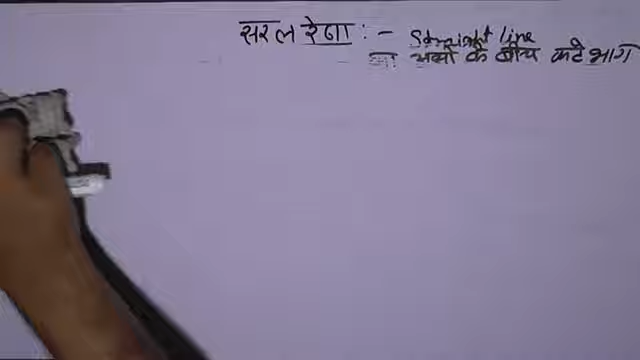 सरल रेखा : - Straight line
का अक्षों के बीच कटे भाग